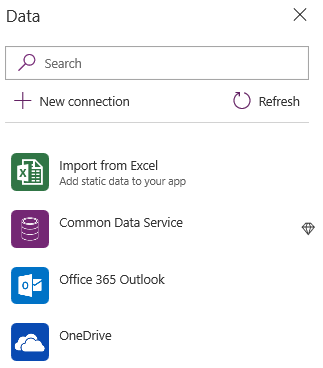 Data
Search
New connection
Refresh
Import from Excel
Add static data to your app
Common Data Service
Office 365 Outlook
OneDrive